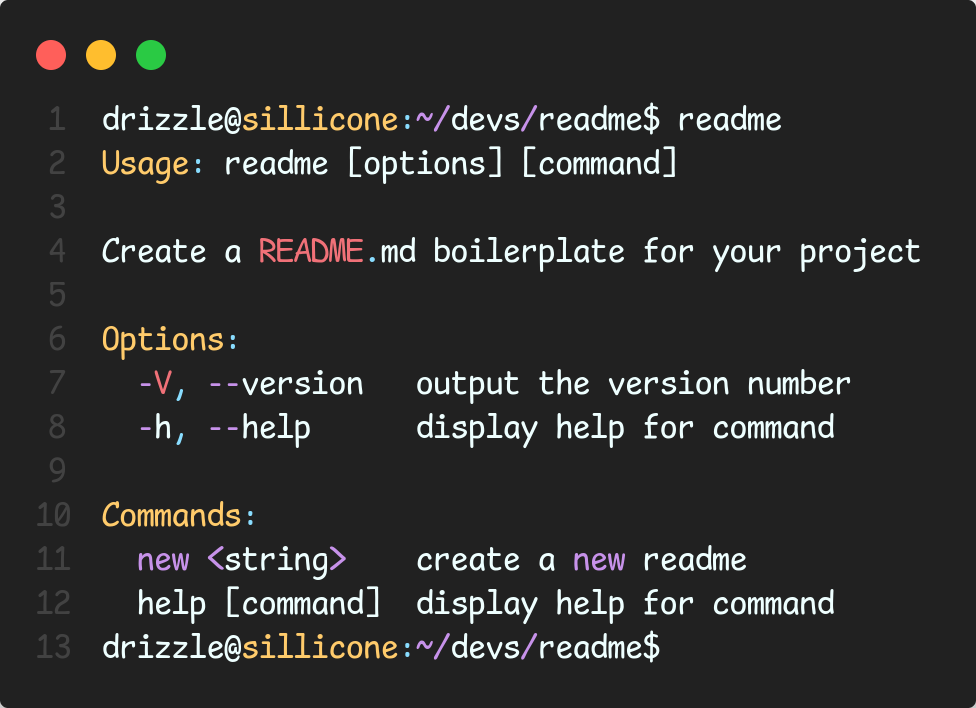 1 drizzle@sillicone:~/devs/readme$ readme
2 Usage: readme [options] [command]
3
4 Create a README.md boilerplate for your project
5
6 Options:
7   -V, --version   output the version number
8   -h, --help      display help for command
9
10 Commands:
11   new <string>    create a new readme
12   help [command]  display help for command
13 drizzle@sillicone:~/devs/readme$